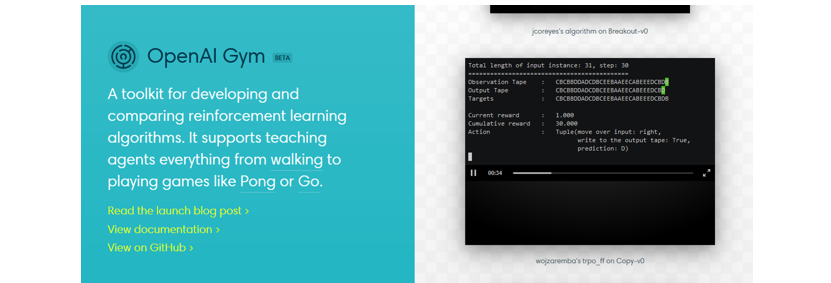 OpenAI Gym BETA
A toolkit for developing and
comparing reinforcement learning
algorithms. It supports teaching
agents everything from walking to
playing games like Pong or Go.
Read the launch blog post >
View documentation >
View on GitHub >
jcoreyes's algorithm on Breakout-v0
Total length of input instance: 31, step: 30
==========================================
Observation Tape : CBCBBDDADCDBCEEBAAEECABEEEDCBDB
Output Tape : CBCBBDDADCDBCEEBAAEECABEEEDCBD
Targets : CBCBBDDADCDBCEEBAAEECABEEEDCBDB
Current reward : 1.000
Cumulative reward : 30.000
Action : Tuple(move over input: right,
write to the output tape: True,
prediction: D)
00:34
wojzaremba's trpo_ff on Copy-v0